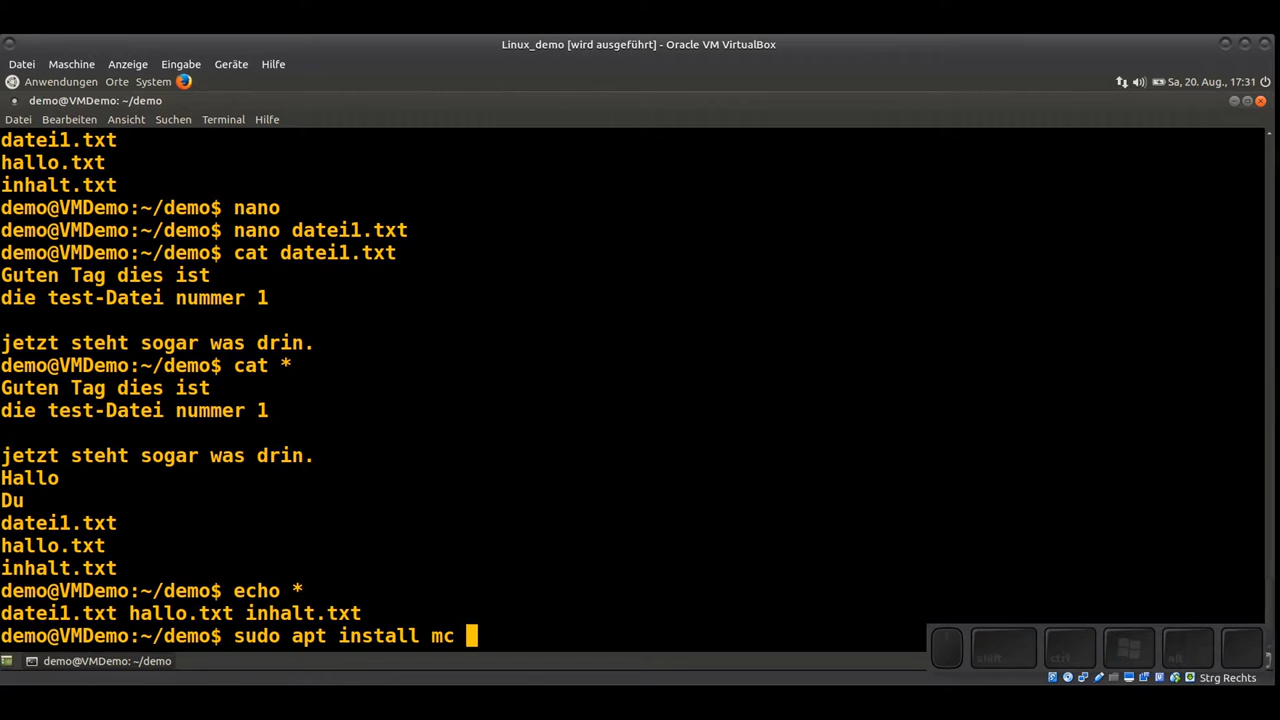 Linux_demo [wird ausgeführt] - Oracle VM VirtualBox
Datei Maschine Anzeige Eingabe Geräte Hilfe
Anwendungen Orte System Sa, 20. Aug., 17:31
demo@VMDemo: ~/demo
Datei Bearbeiten Ansicht Suchen Terminal Hilfe
datei1.txt
hallo.txt
inhalt.txt
demo@VMDemo:~/demo$ nano
demo@VMDemo:~/demo$ nano datei1.txt
demo@VMDemo:~/demo$ cat datei1.txt
Guten Tag dies ist
die test-Datei nummer 1

jetzt steht sogar was drin.
demo@VMDemo:~/demo$ cat *
Guten Tag dies ist
die test-Datei nummer 1

jetzt steht sogar was drin.
Hallo
Du
datei1.txt
hallo.txt
inhalt.txt
demo@VMDemo:~/demo$ echo *
datei1.txt hallo.txt inhalt.txt
demo@VMDemo:~/demo$ sudo apt install mc
shift ctrl alt
demo@VMDemo: ~/demo
Strg Rechts